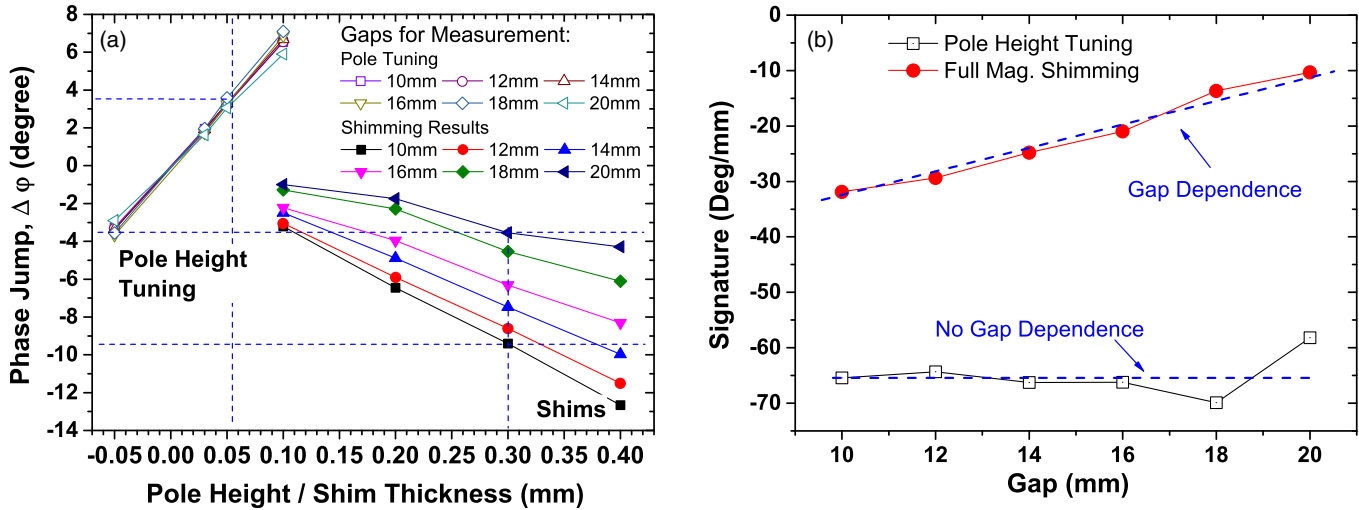 (a)
Gaps for Measurement:
Pole Tuning
10mm 12mm 14mm
16mm 18mm 20mm
Shimming Results
10mm 12mm 14mm
16mm 18mm 20mm
8
6
4
2
0
-2
-4
-6
-8
-10
-12
-14
Phase Jump, Δ φ (degree)
Pole Height
Tuning
Shims
-0.05 0.00 0.05 0.10 0.15 0.20 0.25 0.30 0.35 0.40
Pole Height / Shim Thickness (mm)
(b)
Pole Height Tuning
Full Mag. Shimming
0
-10
-20
-30
-40
-50
-60
-70
Signature (Deg/mm)
Gap Dependence
No Gap Dependence
10 12 14 16 18 20
Gap (mm)